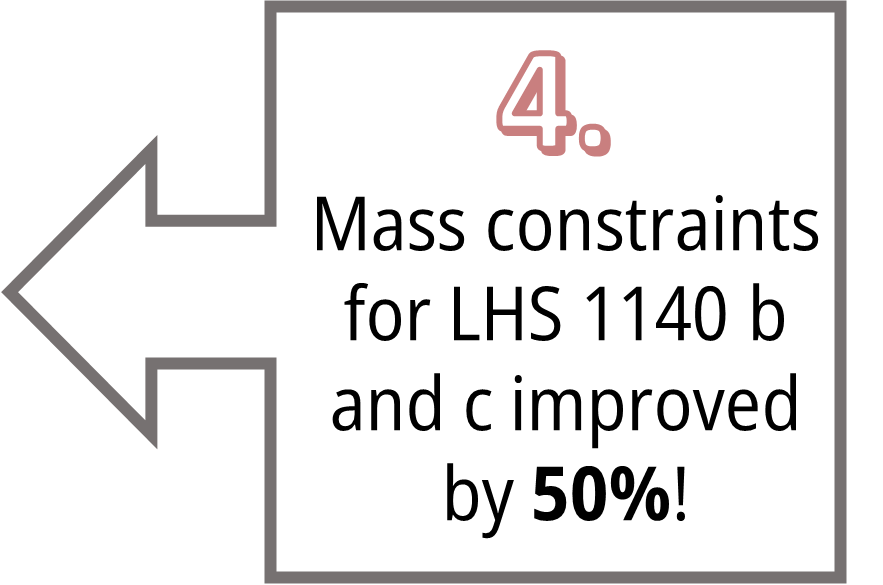 4.
Mass constraints
for LHS 1140 b
and c improved
by 50%!